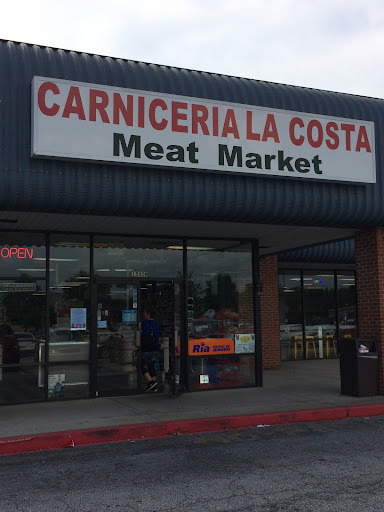 CARNICERIA LA COSTA
Meat Market
OPEN
Ria